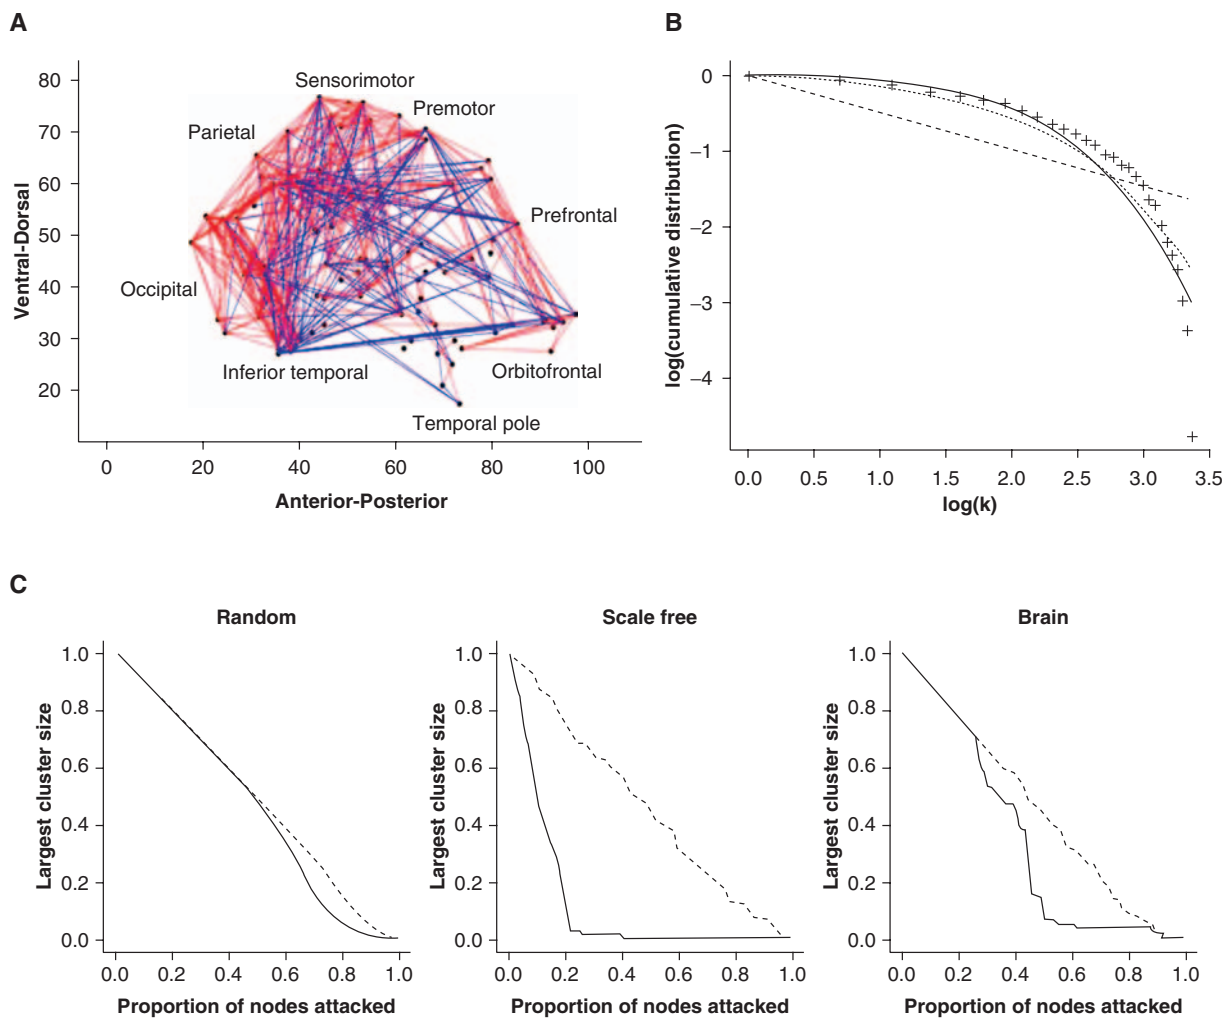 A
80
70
60
50
40
30
20
Ventral-Dorsal
Sensorimotor
Premotor
Parietal
Prefrontal
Occipital
Inferior temporal
Orbitofrontal
Temporal pole
0 20 40 60 80 100
Anterior-Posterior
B
0
–1
–2
–3
–4
log(cumulative distribution)
0.0 0.5 1.0 1.5 2.0 2.5 3.0 3.5
log(k)
C
Random
1.0
0.8
0.6
0.4
0.2
0.0
Largest cluster size
0.0 0.2 0.4 0.6 0.8 1.0
Proportion of nodes attacked
Scale free
1.0
0.8
0.6
0.4
0.2
0.0
Largest cluster size
0.0 0.2 0.4 0.6 0.8 1.0
Proportion of nodes attacked
Brain
1.0
0.8
0.6
0.4
0.2
0.0
Largest cluster size
0.0 0.2 0.4 0.6 0.8 1.0
Proportion of nodes attacked